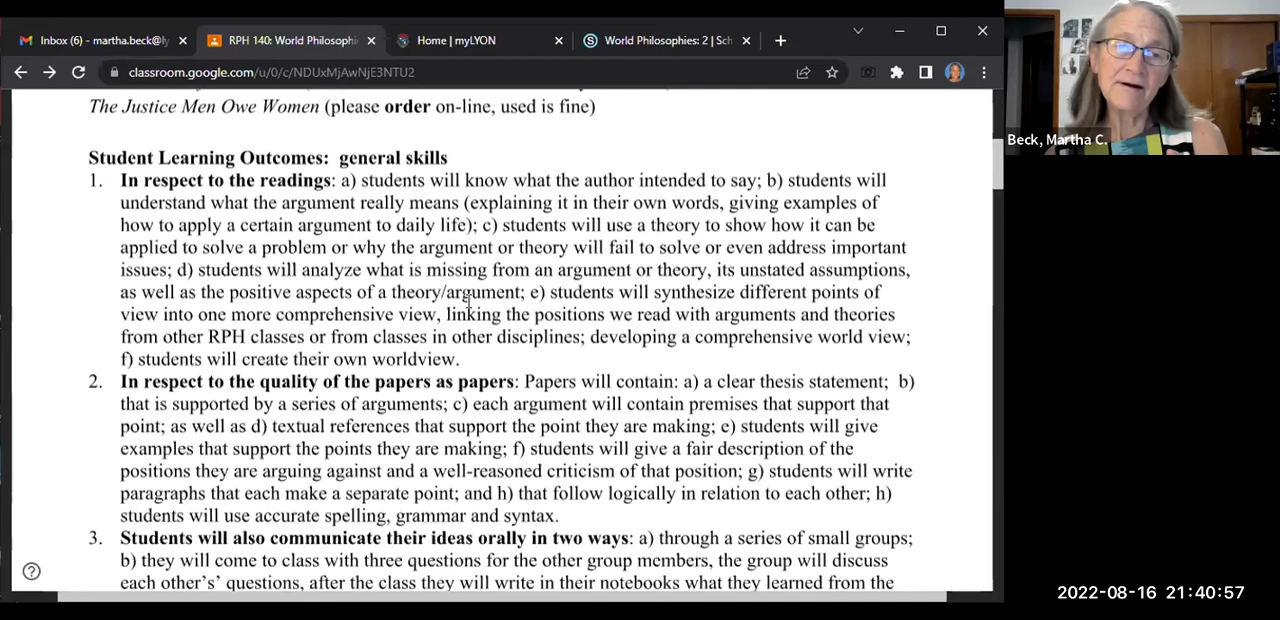 Inbox (6) - martha.beck@ly
RPH 140: World Philosophi
Home | myLYON
World Philosophies: 2 | Sch
classroom.google.com/u/0/c/NDUxMjAwNjE3NTU2
The Justice Men Owe Women (please order on-line, used is fine)
Beck, Martha C.
Student Learning Outcomes:  general skills
1. In respect to the readings: a) students will know what the author intended to say; b) students will
understand what the argument really means (explaining it in their own words, giving examples of
how to apply a certain argument to daily life); c) students will use a theory to show how it can be
applied to solve a problem or why the argument or theory will fail to solve or even address important
issues; d) students will analyze what is missing from an argument or theory, its unstated assumptions,
as well as the positive aspects of a theory/argument; e) students will synthesize different points of
view into one more comprehensive view, linking the positions we read with arguments and theories
from other RPH classes or from classes in other disciplines; developing a comprehensive world view;
f) students will create their own worldview.
2. In respect to the quality of the papers as papers: Papers will contain: a) a clear thesis statement;  b)
that is supported by a series of arguments; c) each argument will contain premises that support that
point; as well as d) textual references that support the point they are making; e) students will give
examples that support the points they are making; f) students will give a fair description of the
positions they are arguing against and a well-reasoned criticism of that position; g) students will write
paragraphs that each make a separate point; and h) that follow logically in relation to each other; h)
students will use accurate spelling, grammar and syntax.
3. Students will also communicate their ideas orally in two ways: a) through a series of small groups;
b) they will come to class with three questions for the other group members, the group will discuss
each other's' questions, after the class they will write in their notebooks what they learned from the
2022-08-16 21:40:57